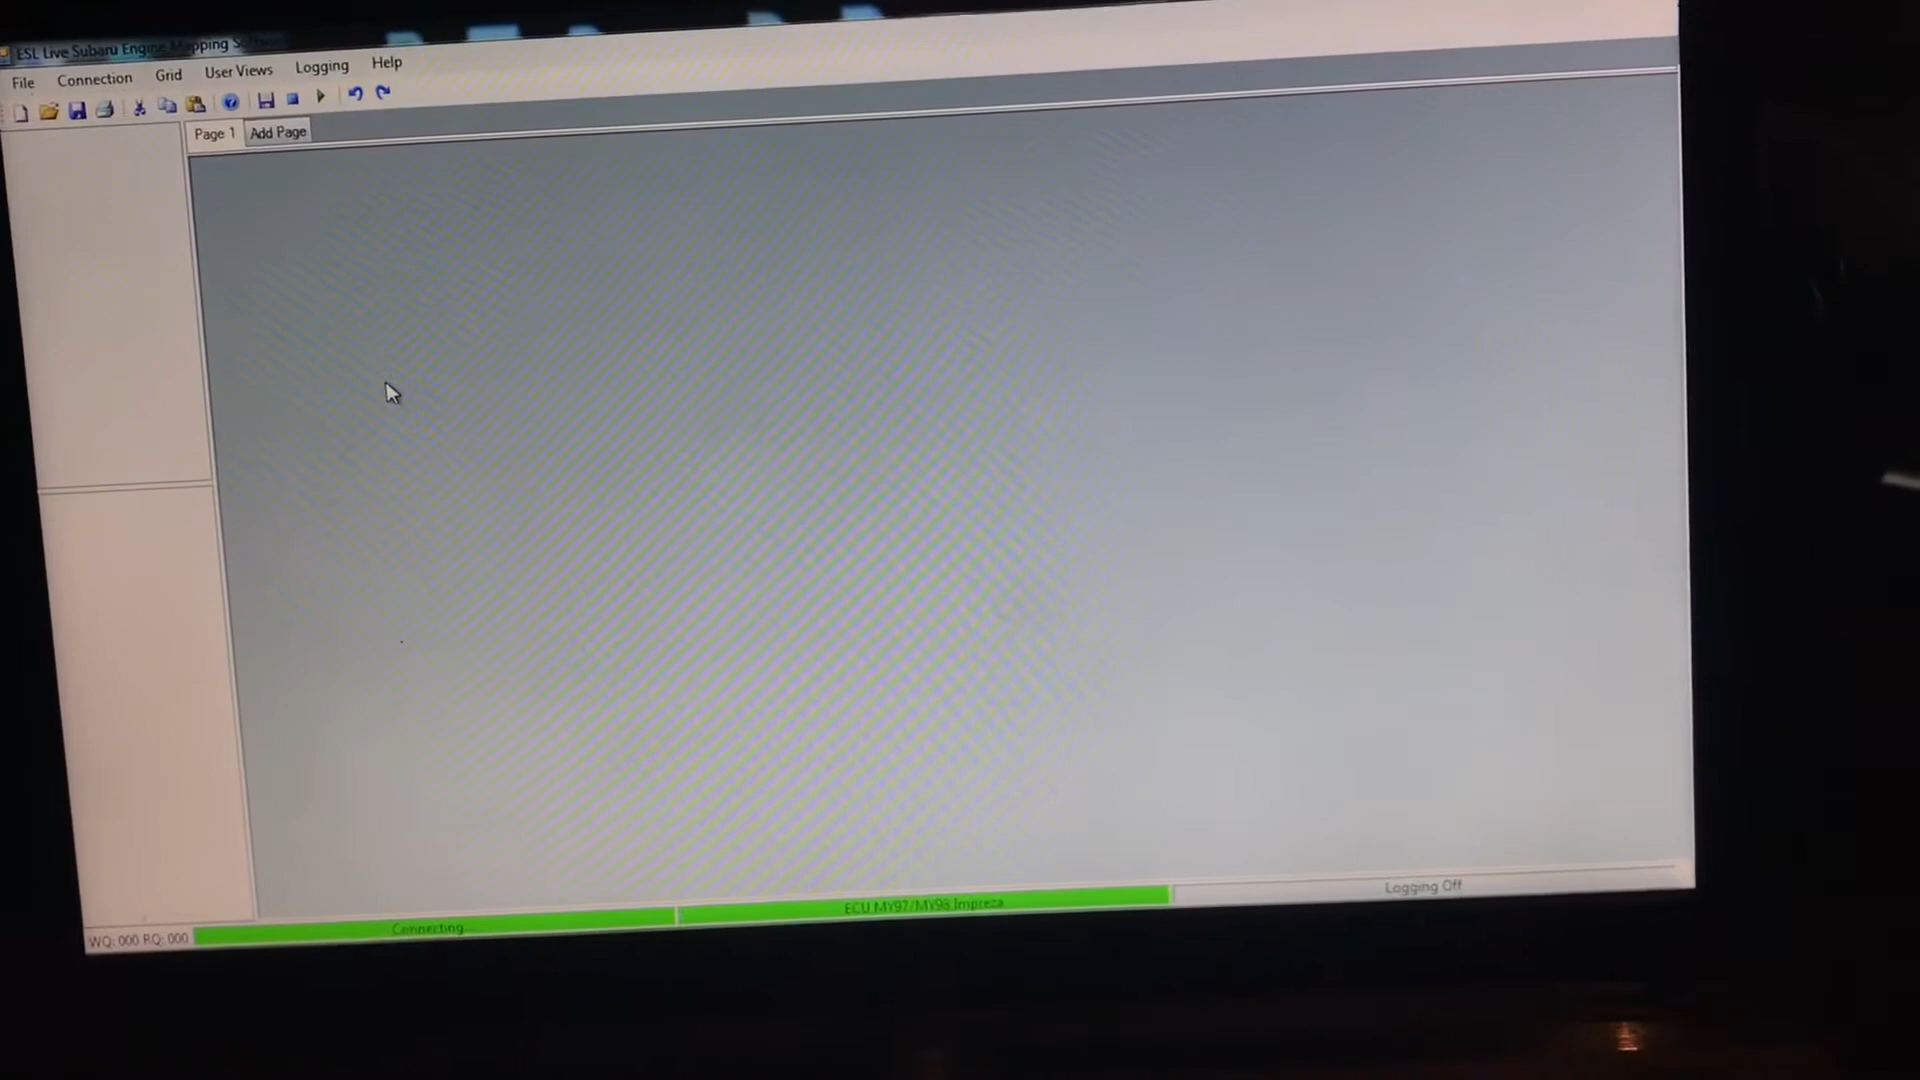 ESL Live Subaru Engine Mapping
File Connection Grid User Views Logging Help
Page 1 Add Page
WQ: 000 RQ: 000 Connecting... ECU MY97/MY98 Impreza Logging Off